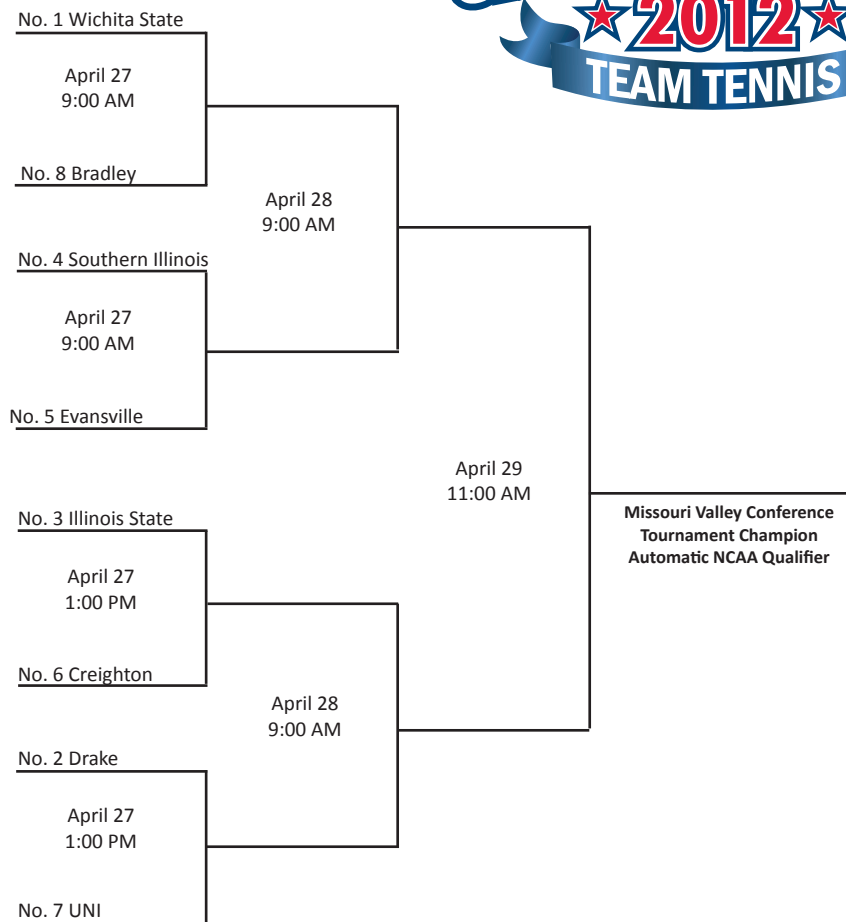 2012
TEAM TENNIS
No. 1 Wichita State
April 27
9:00 AM
No. 8 Bradley
April 28
9:00 AM
No. 4 Southern Illinois
April 27
9:00 AM
No. 5 Evansville
April 29
11:00 AM
Missouri Valley Conference
Tournament Champion
Automatic NCAA Qualifier
No. 3 Illinois State
April 27
1:00 PM
No. 6 Creighton
April 28
9:00 AM
No. 2 Drake
April 27
1:00 PM
No. 7 UNI